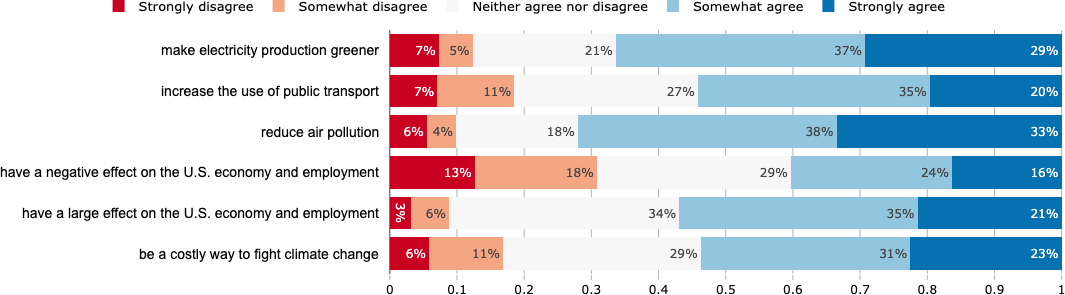 Strongly disagree Somewhat disagree Neither agree nor disagree Somewhat agree Strongly agree
make electricity production greener 7% 5% 21% 37% 29%
increase the use of public transport 7% 11% 27% 35% 20%
reduce air pollution 6% 4% 18% 38% 33%
have a negative effect on the U.S. economy and employment 13% 18% 29% 24% 16%
have a large effect on the U.S. economy and employment 3% 6% 34% 35% 21%
be a costly way to fight climate change 6% 11% 29% 31% 23%
0 0.1 0.2 0.3 0.4 0.5 0.6 0.7 0.8 0.9 1